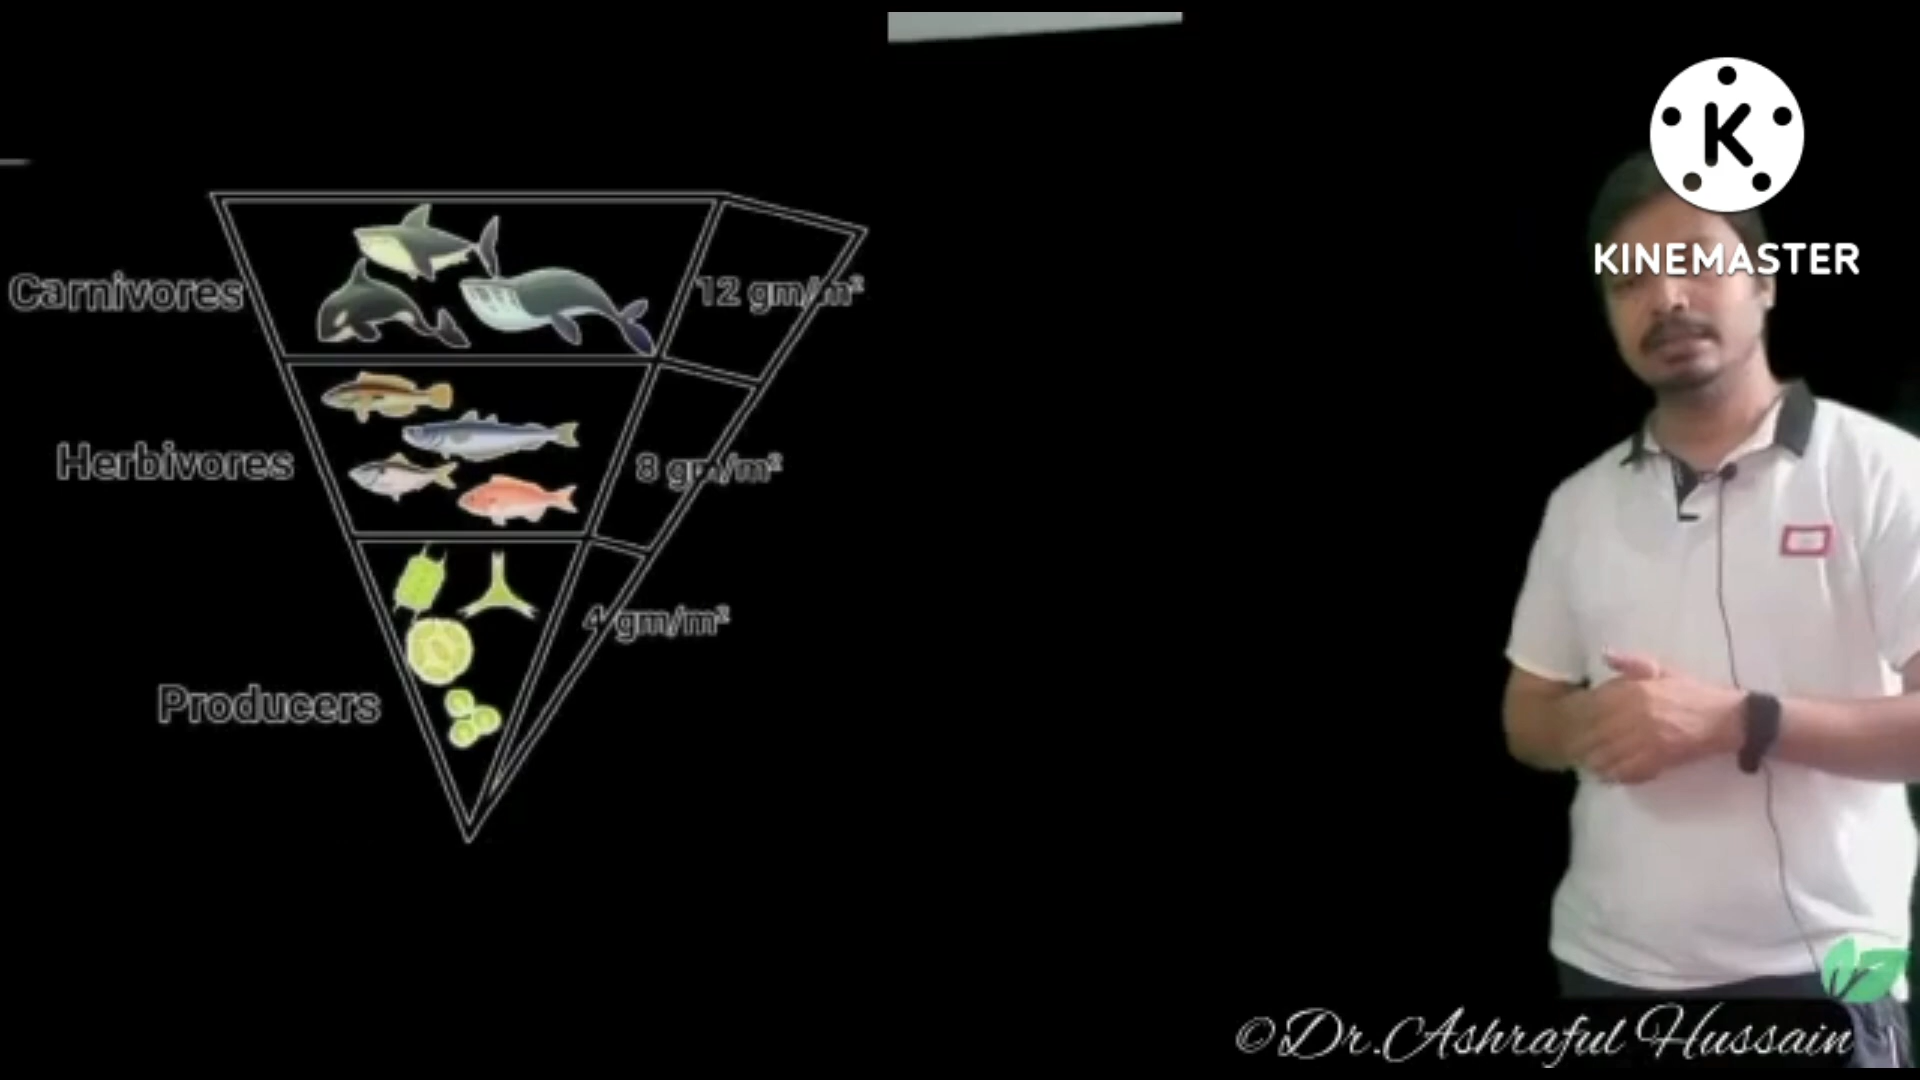 K
KINEMASTER
Carnivores
12 gm/m²
Herbivores
8 gm/m²
4 gm/m²
Producers
©Dr.Ashraful Hussain